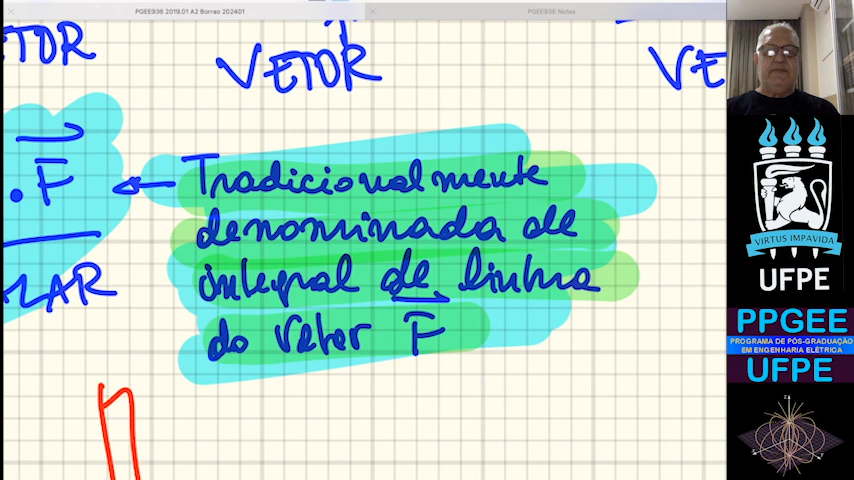 PGEE936 2019.01 A2 Borrao 202401
PGEE936 Notes
TOR
VETOR
VE
. F
← Tradicionalmente
denominada de
integral de linha
do vetor F
LAR
VIRTUS IMPAVIDA
UFPE
PPGEE
PROGRAMA DE PÓS-GRADUAÇÃO
EM ENGENHARIA ELÉTRICA
UFPE